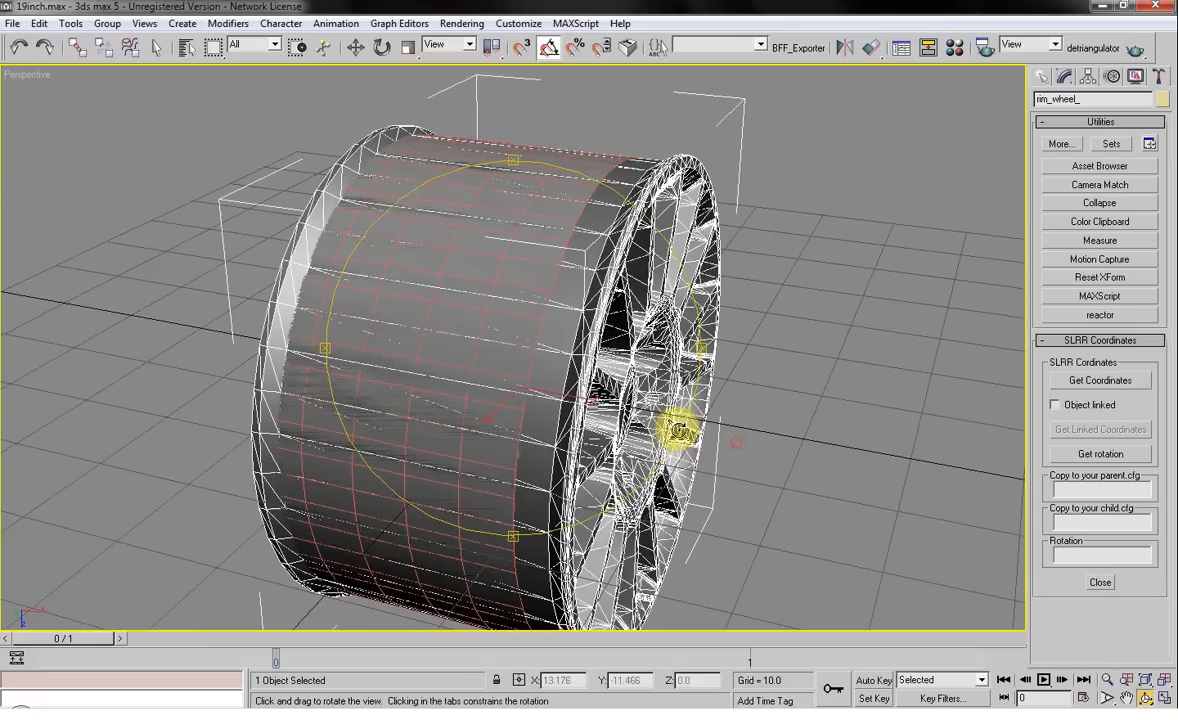 19inch.max - 3ds max 5 - Unregistered Version - Network License
File Edit Tools Group Views Create Modifiers Character Animation Graph Editors Rendering Customize MAXScript Help
All View BFF_Exporter View detriangulator
Perspective
rim_wheel_
- Utilities
More... Sets
Asset Browser
Camera Match
Collapse
Color Clipboard
Measure
Motion Capture
Reset XForm
MAXScript
reactor
- SLRR Coordinates
SLRR Cordinates
Get Coordinates
Object linked
Get Linked Coordinates
Get rotation
Copy to your parent.cfg
Copy to your child.cfg
Rotation
Close
< 0 / 1 >
0 1
1 Object Selected X: 13.176 Y: -11.466 Z: 0.0 Grid = 10.0 Auto Key Selected
Click and drag to rotate the view. Clicking in the tabs constrains the rotation Add Time Tag Set Key Key Filters... 0